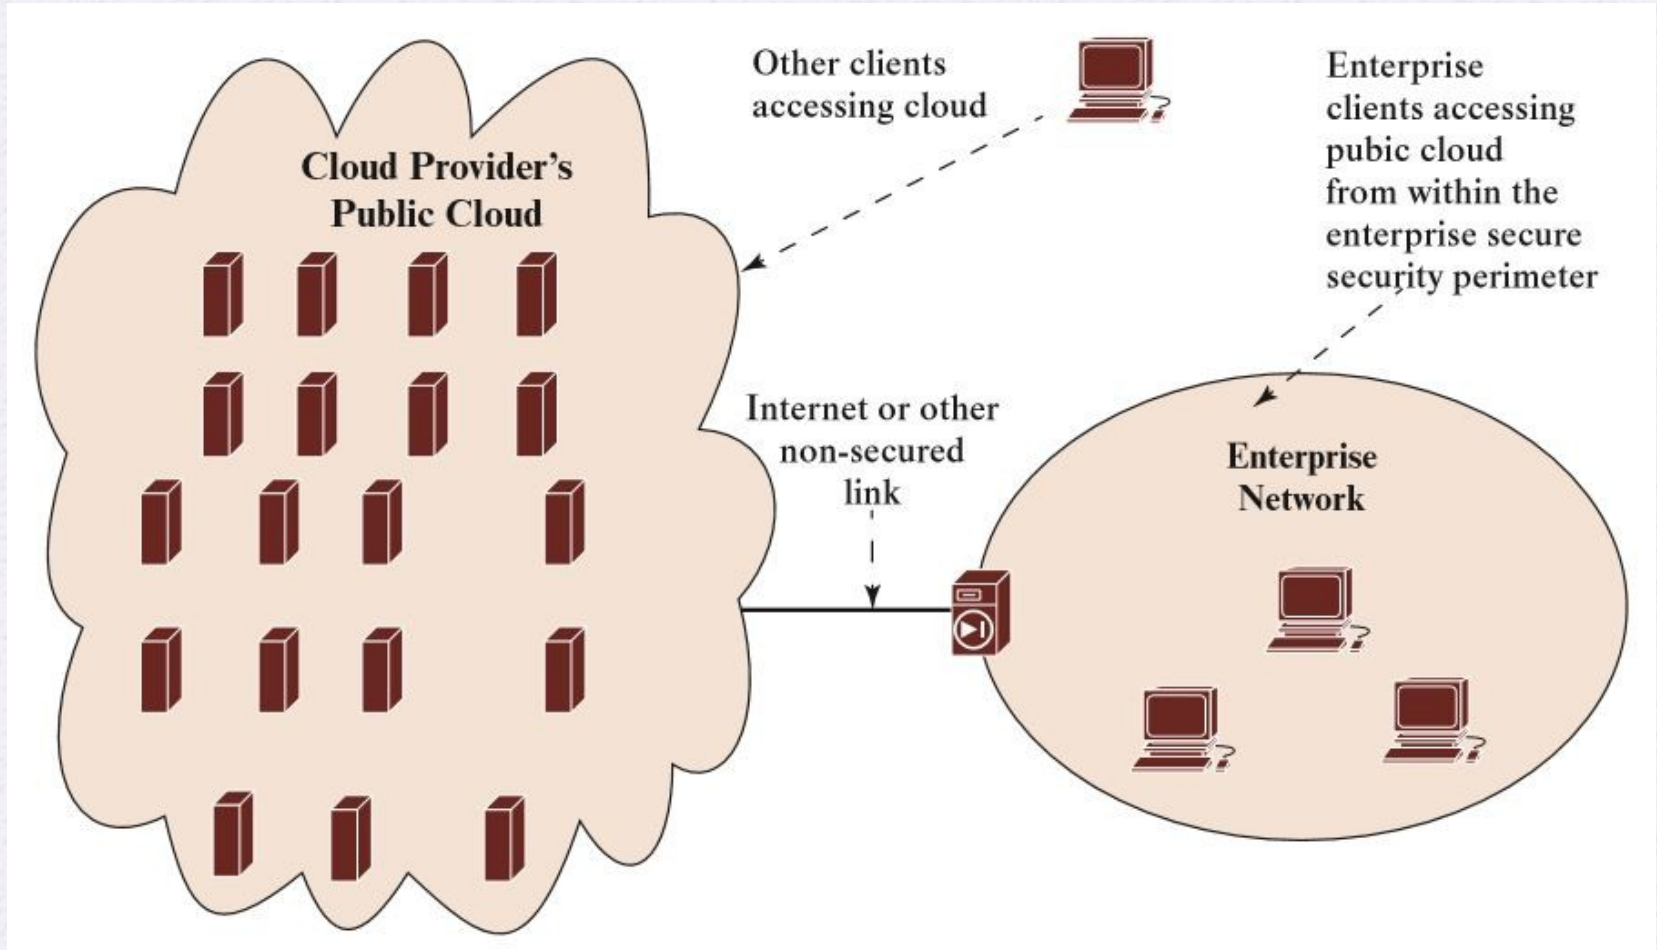 Other clients
accessing cloud
Enterprise
clients accessing
pubic cloud
from within the
enterprise secure
security perimeter
Cloud Provider’s
Public Cloud
Internet or other
non-secured
link
Enterprise
Network